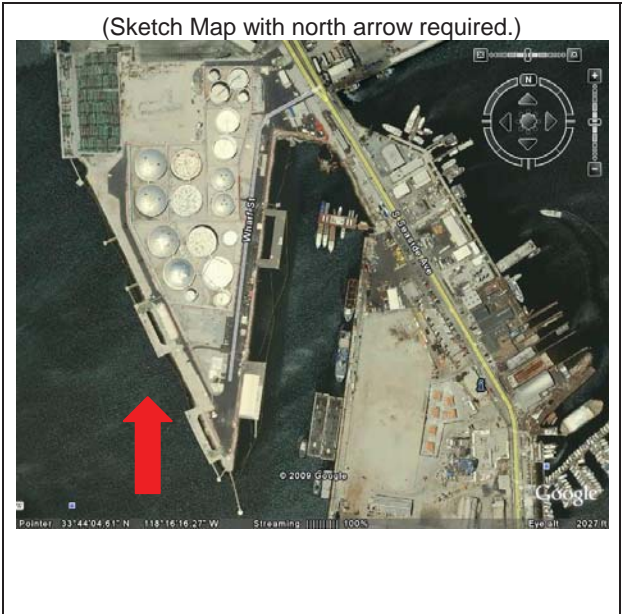 (Sketch Map with north arrow required.)
N
Wharf St
S Seaside Ave
© 2009 Google
Google
Pointer 33°44'04.61" N 118°16'16.27" W Streaming 100% Eye alt 2027 ft